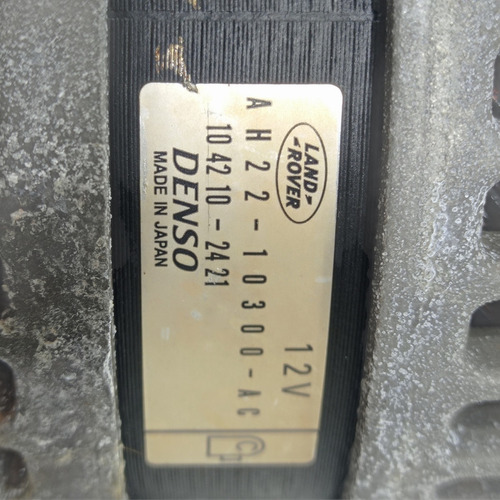 LAND-
-ROVER
12V
AH22-10300-AC
104210-2421
DENSO
MADE IN JAPAN